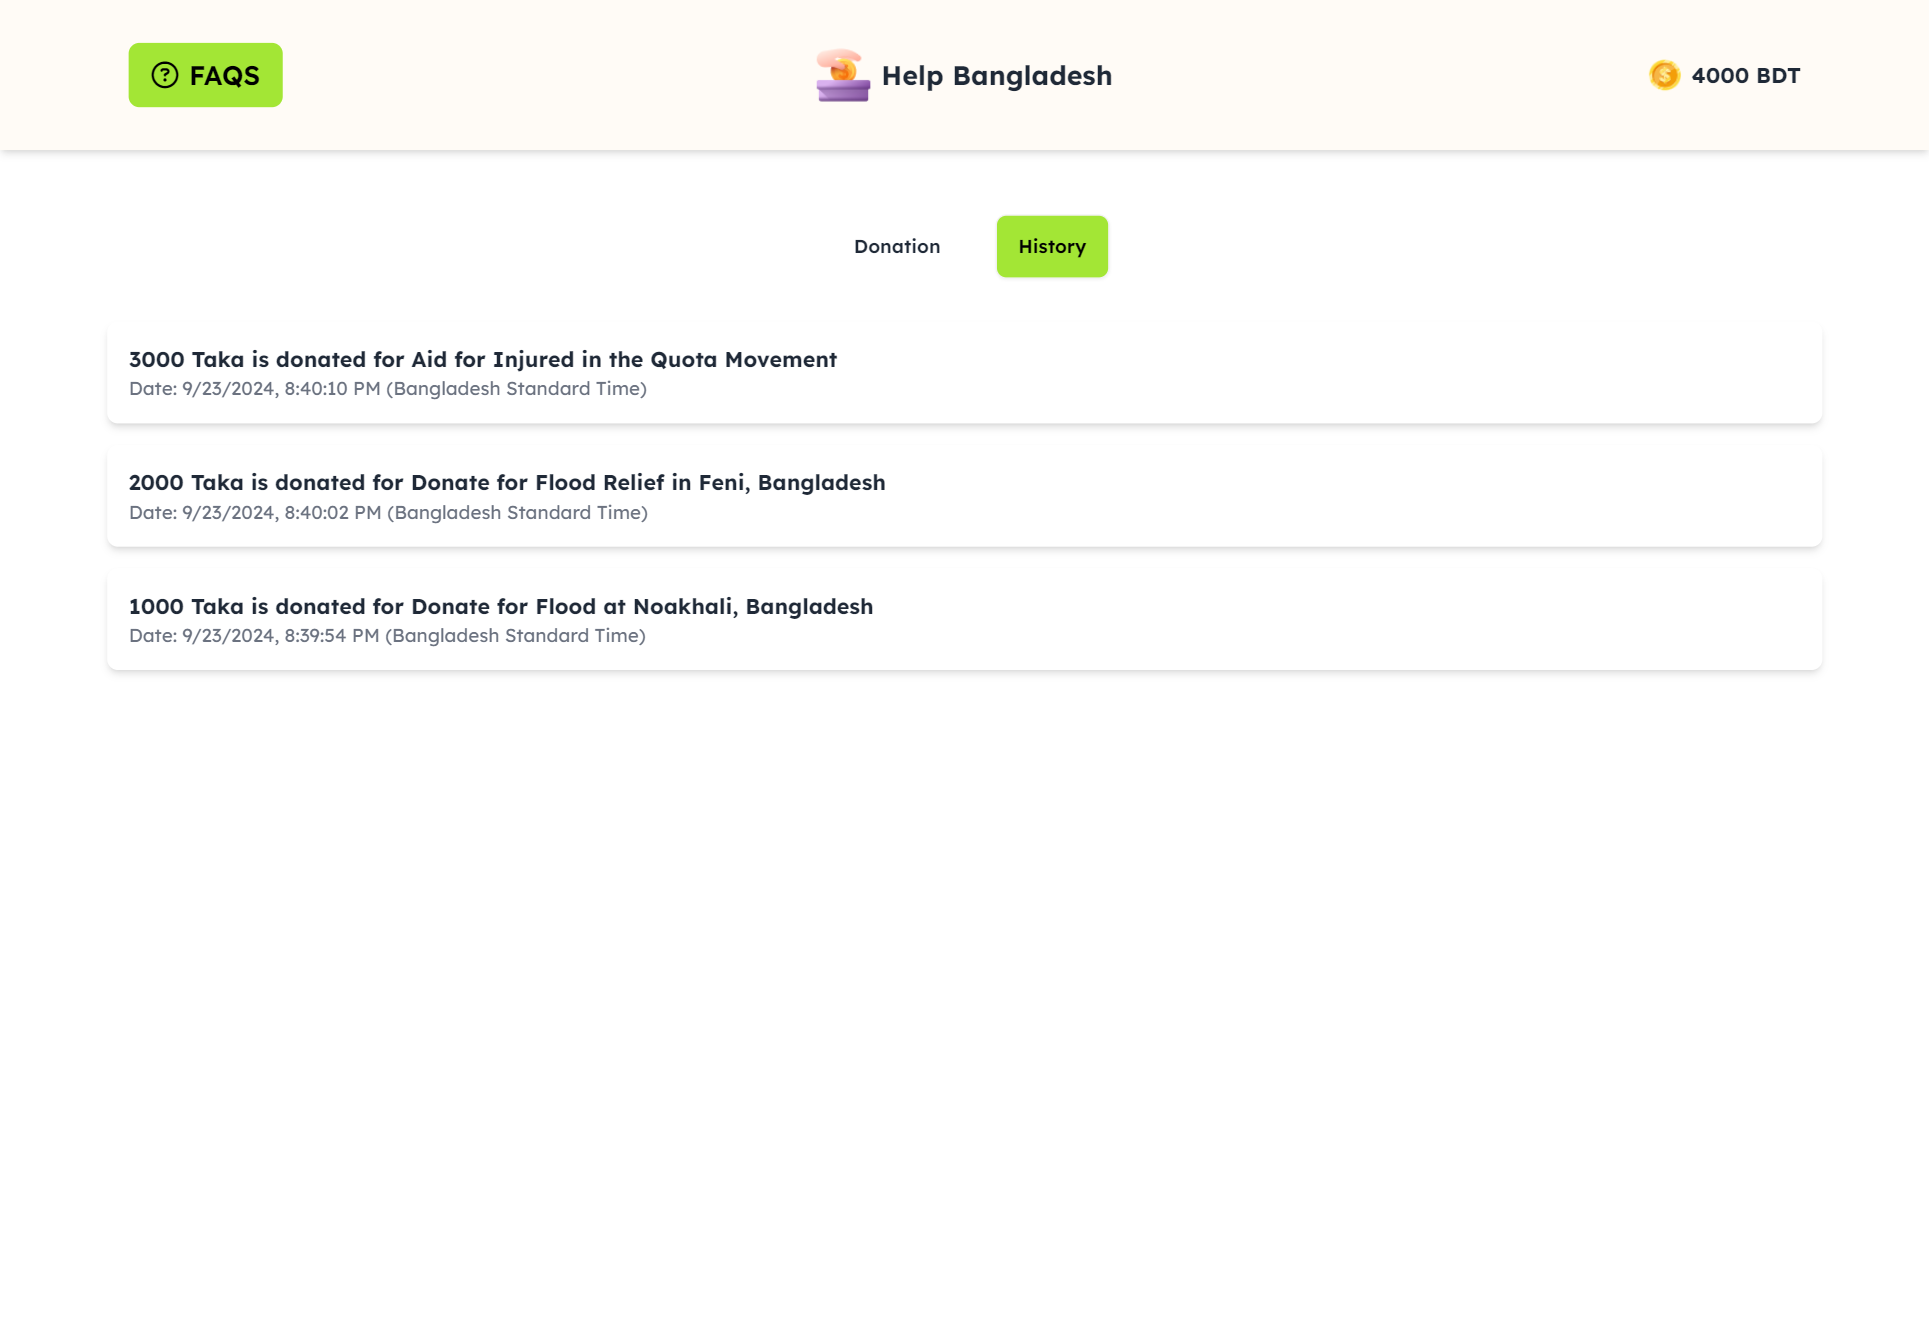 FAQS
Help Bangladesh
4000 BDT
Donation
History
3000 Taka is donated for Aid for Injured in the Quota Movement
Date: 9/23/2024, 8:40:10 PM (Bangladesh Standard Time)
2000 Taka is donated for Donate for Flood Relief in Feni, Bangladesh
Date: 9/23/2024, 8:40:02 PM (Bangladesh Standard Time)
1000 Taka is donated for Donate for Flood at Noakhali, Bangladesh
Date: 9/23/2024, 8:39:54 PM (Bangladesh Standard Time)